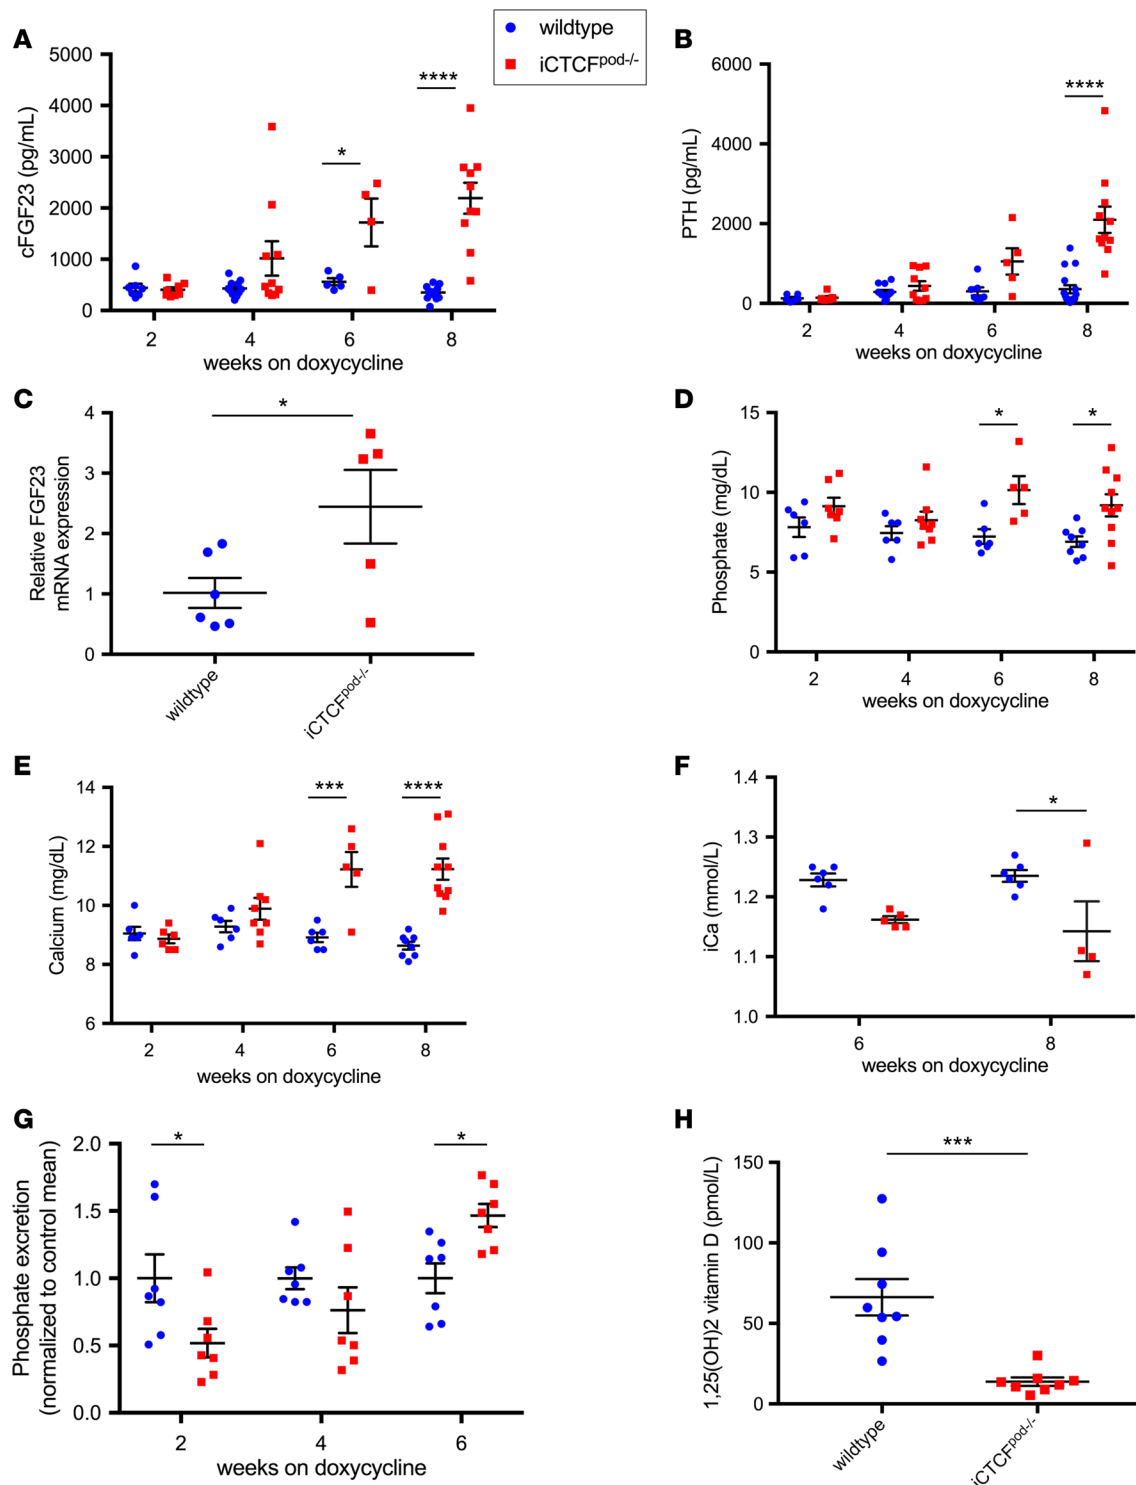 wildtype
iCTCFpod-/-
A
cFGF23 (pg/mL)
5000
4000
3000
2000
1000
0
*
****
2 4 6 8
weeks on doxycycline
B
PTH (pg/mL)
6000
4000
2000
0
****
2 4 6 8
weeks on doxycycline
C
Relative FGF23
mRNA expression
4
3
2
1
0
*
wildtype
iCTCFpod-/-
D
Phosphate (mg/dL)
15
10
5
0
*
*
2 4 6 8
weeks on doxycycline
E
Calcium (mg/dL)
14
12
10
8
6
***
****
2 4 6 8
weeks on doxycycline
F
iCa (mmol/L)
1.4
1.3
1.2
1.1
1.0
*
6 8
weeks on doxycycline
G
Phosphate excretion
(normalized to control mean)
2.0
1.5
1.0
0.5
0.0
*
*
2 4 6
weeks on doxycycline
H
1,25(OH)2 vitamin D (pmol/L)
150
100
50
0
***
wildtype
iCTCFpod-/-